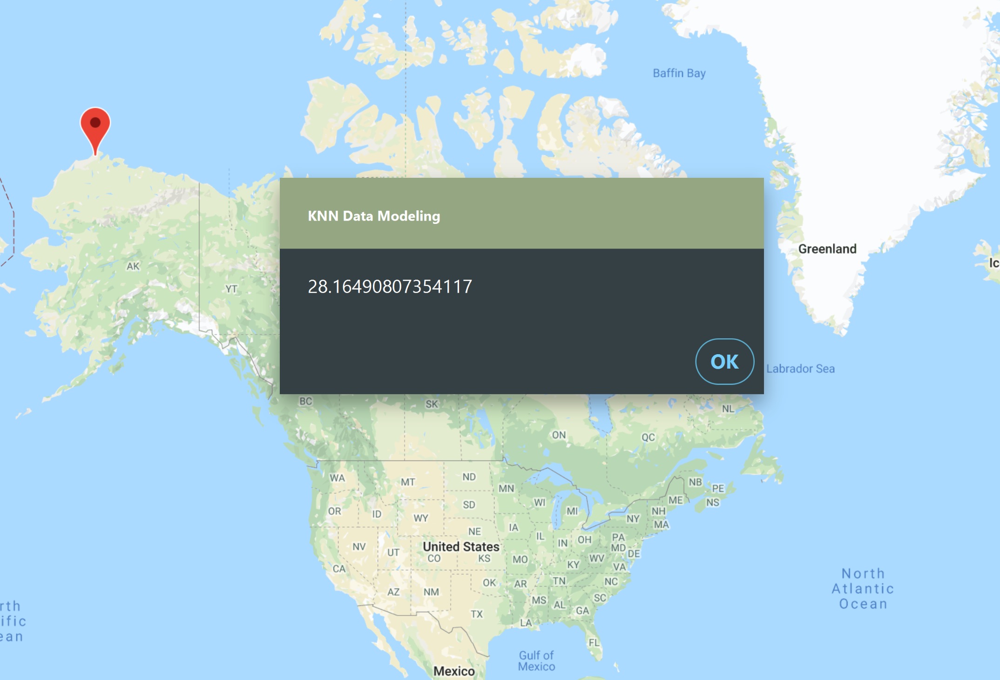 Baffin Bay
KNN Data Modeling
Greenland
Ic
AK
28.16490807354117
YT
OK
Labrador Sea
BC
SK
NL
ON
QC
WA
MT
ND
NB
MN
PE
OR
ID
WY
SD
WI
MI
ME
NS
NH
NY
MA
NE
IA
IL
IN
OH
PA
NV
UT
United States
CO
KS
MO
KY
WV
MD
DE
VA
CA
AZ
NM
OK
AR
TN
NC
MS
AL
GA
SC
TX
LA
FL
North
Atlantic
Ocean
rth
ific
ean
Gulf of
Mexico
Mexico